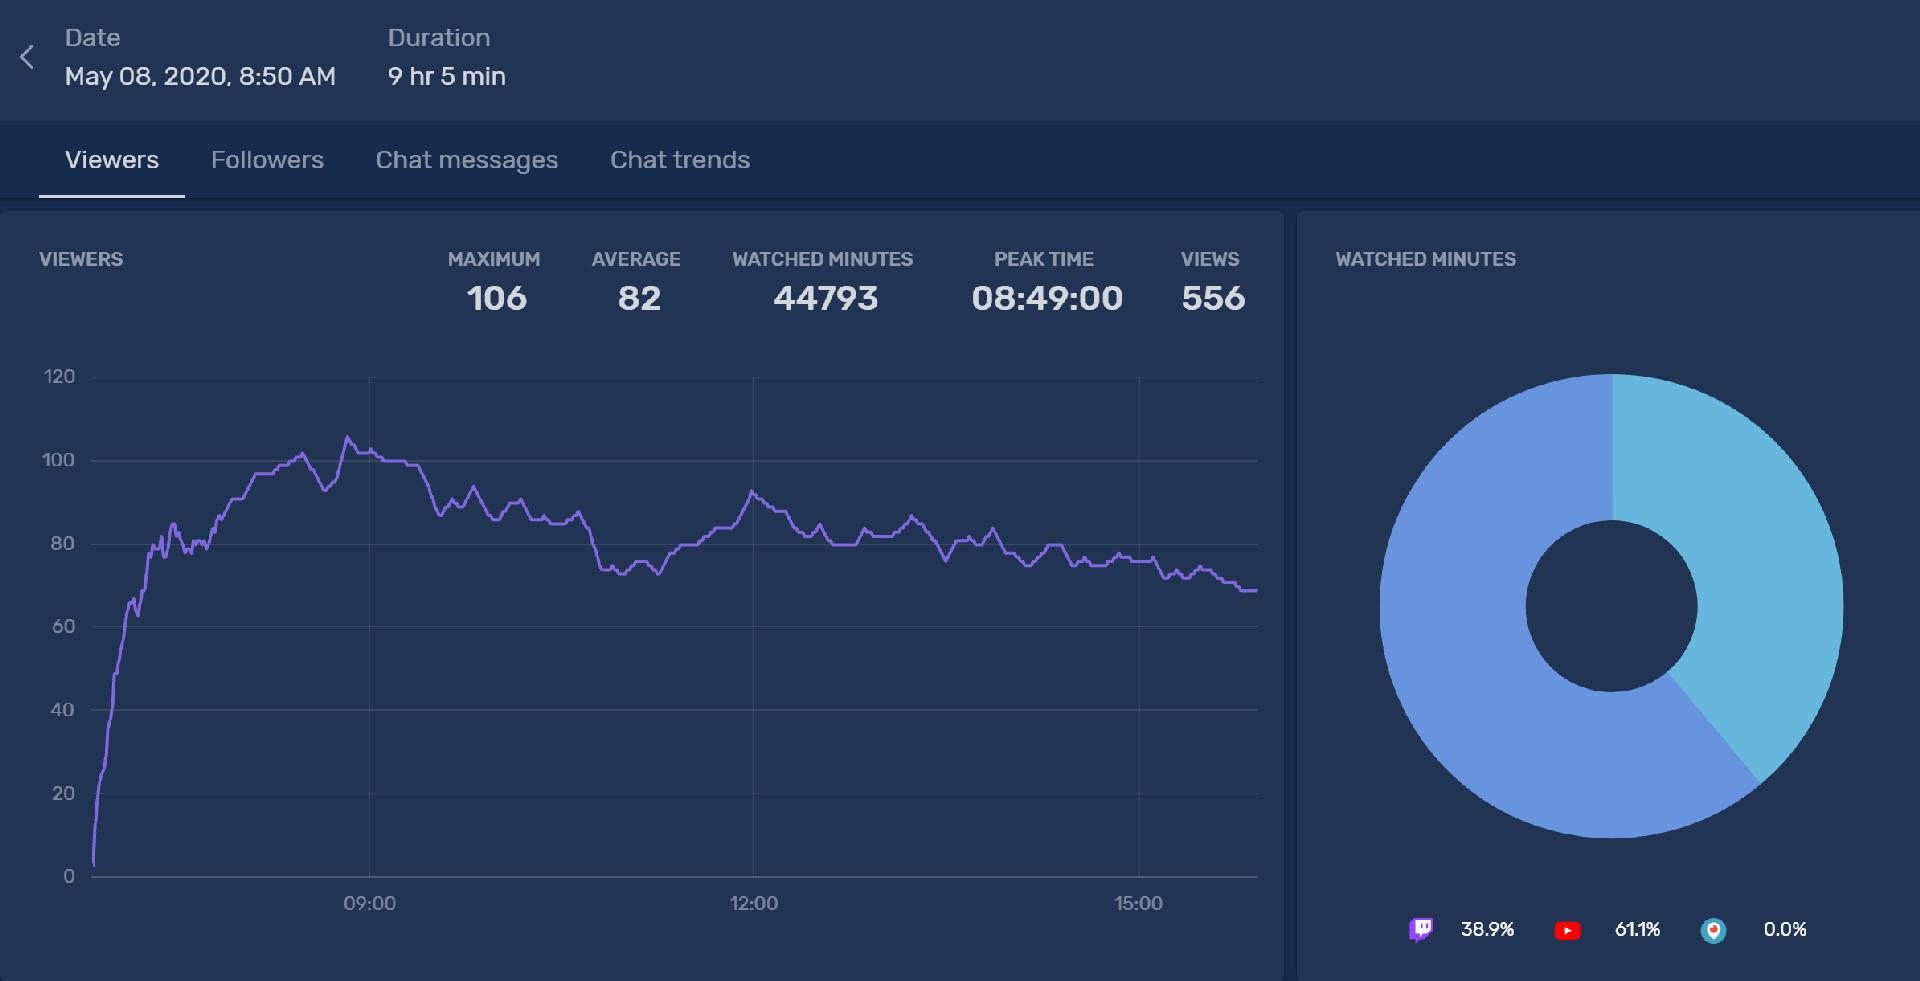 Date
May 08, 2020, 8:50 AM
Duration
9 hr 5 min
Viewers
Followers
Chat messages
Chat trends
VIEWERS
MAXIMUM
106
AVERAGE
82
WATCHED MINUTES
44793
PEAK TIME
08:49:00
VIEWS
556
120
100
80
60
40
20
0
09:00
12:00
15:00
WATCHED MINUTES
38.9%
61.1%
0.0%